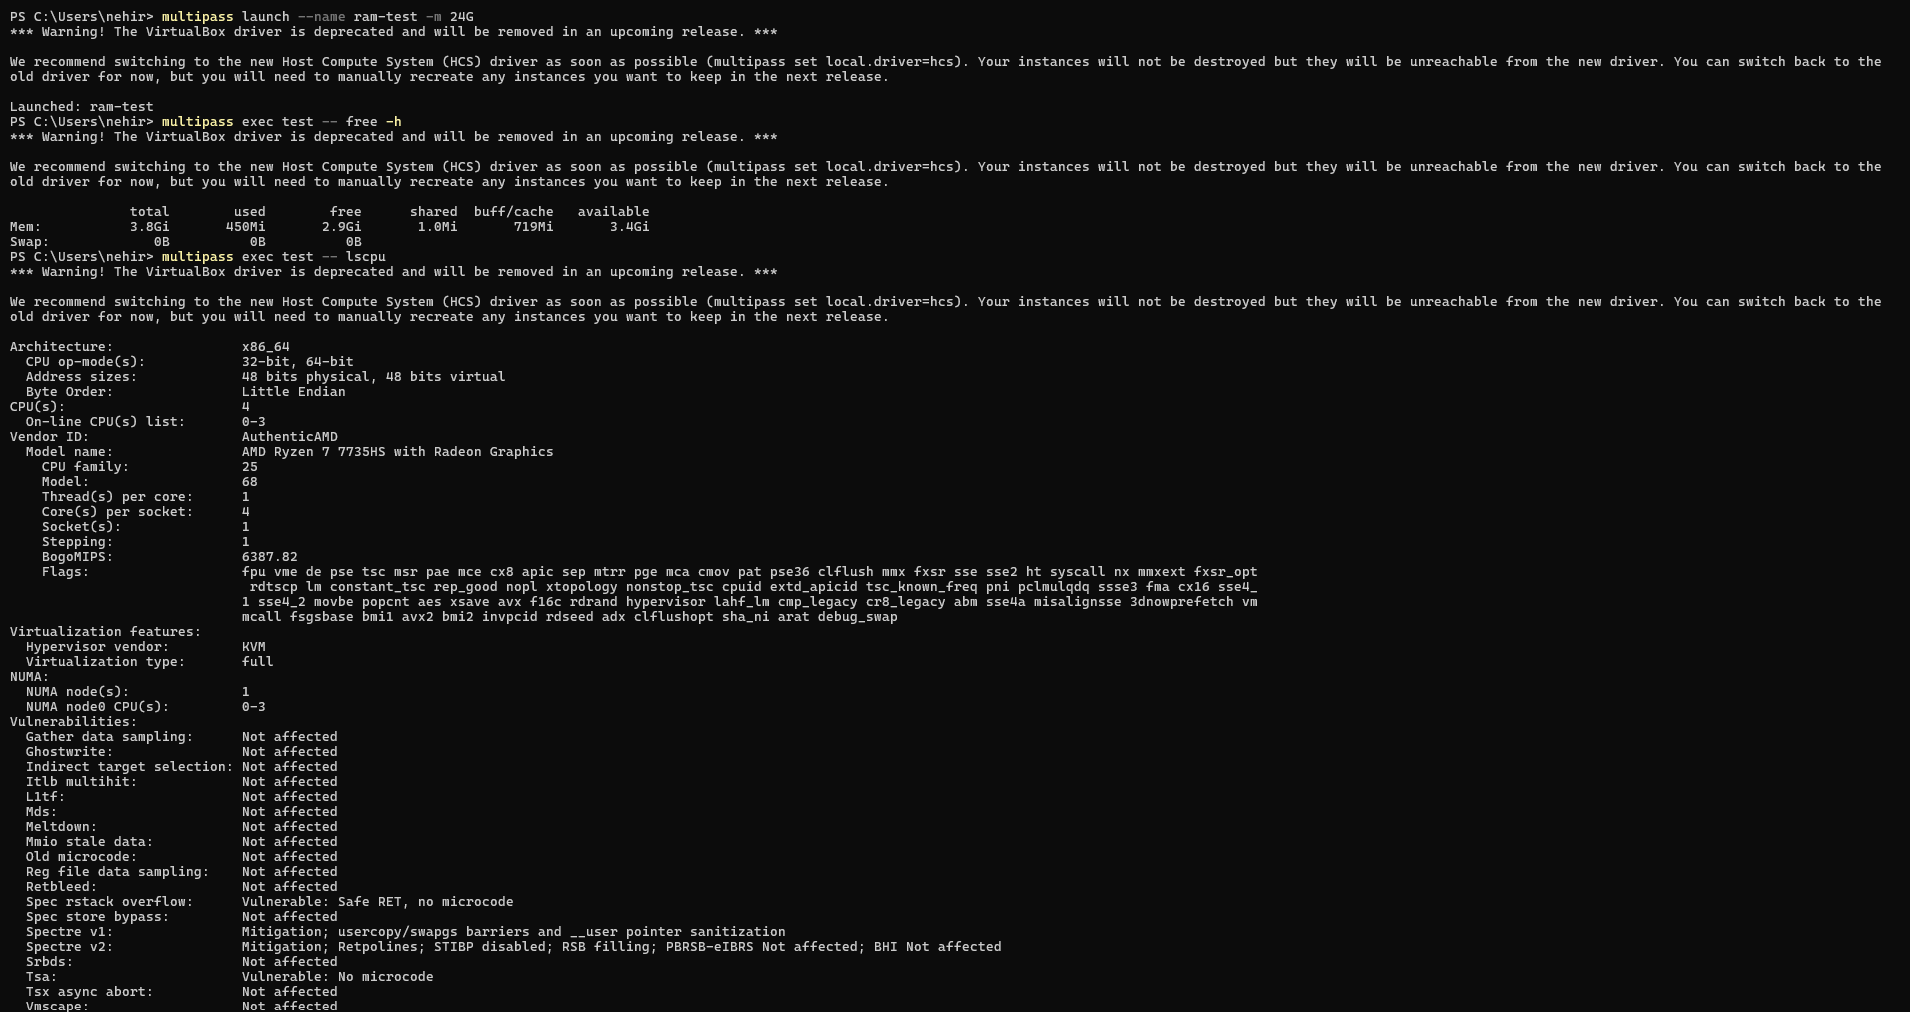 PS C:\Users\nehir> multipass launch --name ram-test -m 24G
*** Warning! The VirtualBox driver is deprecated and will be removed in an upcoming release. ***
We recommend switching to the new Host Compute System (HCS) driver as soon as possible (multipass set local.driver=hcs). Your instances will not be destroyed but they will be unreachable from the new driver. You can switch back to the
old driver for now, but you will need to manually recreate any instances you want to keep in the next release.
Launched: ram-test
PS C:\Users\nehir> multipass exec test -- free -h
*** Warning! The VirtualBox driver is deprecated and will be removed in an upcoming release. ***
We recommend switching to the new Host Compute System (HCS) driver as soon as possible (multipass set local.driver=hcs). Your instances will not be destroyed but they will be unreachable from the new driver. You can switch back to the
old driver for now, but you will need to manually recreate any instances you want to keep in the next release.
               total        used        free      shared  buff/cache   available
Mem:           3.8Gi       450Mi       2.9Gi       1.0Mi       719Mi       3.4Gi
Swap:             0B          0B          0B
PS C:\Users\nehir> multipass exec test -- lscpu
*** Warning! The VirtualBox driver is deprecated and will be removed in an upcoming release. ***
We recommend switching to the new Host Compute System (HCS) driver as soon as possible (multipass set local.driver=hcs). Your instances will not be destroyed but they will be unreachable from the new driver. You can switch back to the
old driver for now, but you will need to manually recreate any instances you want to keep in the next release.
Architecture:                x86_64
  CPU op-mode(s):            32-bit, 64-bit
  Address sizes:             48 bits physical, 48 bits virtual
  Byte Order:                Little Endian
CPU(s):                      4
  On-line CPU(s) list:       0-3
Vendor ID:                   AuthenticAMD
  Model name:                AMD Ryzen 7 7735HS with Radeon Graphics
    CPU family:              25
    Model:                   68
    Thread(s) per core:      1
    Core(s) per socket:      4
    Socket(s):               1
    Stepping:                1
    BogoMIPS:                6387.82
    Flags:                   fpu vme de pse tsc msr pae mce cx8 apic sep mtrr pge mca cmov pat pse36 clflush mmx fxsr sse sse2 ht syscall nx mmxext fxsr_opt
                              rdtscp lm constant_tsc rep_good nopl xtopology nonstop_tsc cpuid extd_apicid tsc_known_freq pni pclmulqdq ssse3 fma cx16 sse4_
                             1 sse4_2 movbe popcnt aes xsave avx f16c rdrand hypervisor lahf_lm cmp_legacy cr8_legacy abm sse4a misalignsse 3dnowprefetch vm
                             mcall fsgsbase bmi1 avx2 bmi2 invpcid rdseed adx clflushopt sha_ni arat debug_swap
Virtualization features:
  Hypervisor vendor:         KVM
  Virtualization type:       full
NUMA:
  NUMA node(s):              1
  NUMA node0 CPU(s):         0-3
Vulnerabilities:
  Gather data sampling:      Not affected
  Ghostwrite:                Not affected
  Indirect target selection: Not affected
  Itlb multihit:             Not affected
  L1tf:                      Not affected
  Mds:                       Not affected
  Meltdown:                  Not affected
  Mmio stale data:           Not affected
  Old microcode:             Not affected
  Reg file data sampling:    Not affected
  Retbleed:                  Not affected
  Spec rstack overflow:      Vulnerable: Safe RET, no microcode
  Spec store bypass:         Not affected
  Spectre v1:                Mitigation; usercopy/swapgs barriers and __user pointer sanitization
  Spectre v2:                Mitigation; Retpolines; STIBP disabled; RSB filling; PBRSB-eIBRS Not affected; BHI Not affected
  Srbds:                     Not affected
  Tsa:                       Vulnerable: No microcode
  Tsx async abort:           Not affected
  Vmscape:                   Not affected